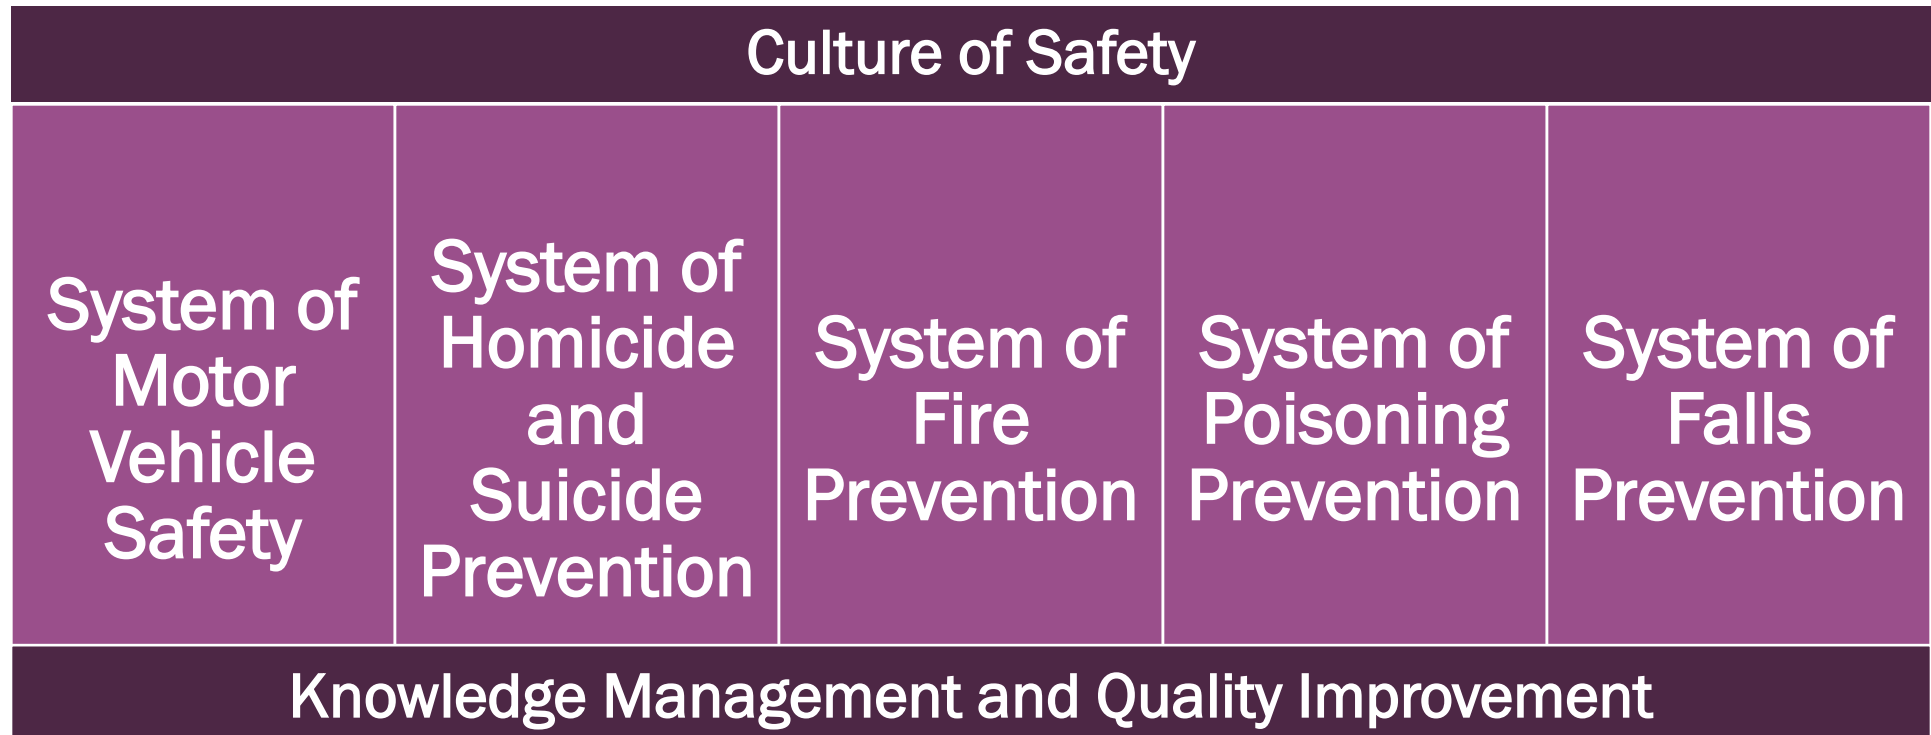 Culture of Safety
System of
Motor
Vehicle
Safety
System of
Homicide
and
Suicide
Prevention
System of
Fire
Prevention
System of
Poisoning
Prevention
System of
Falls
Prevention
Knowledge Management and Quality Improvement